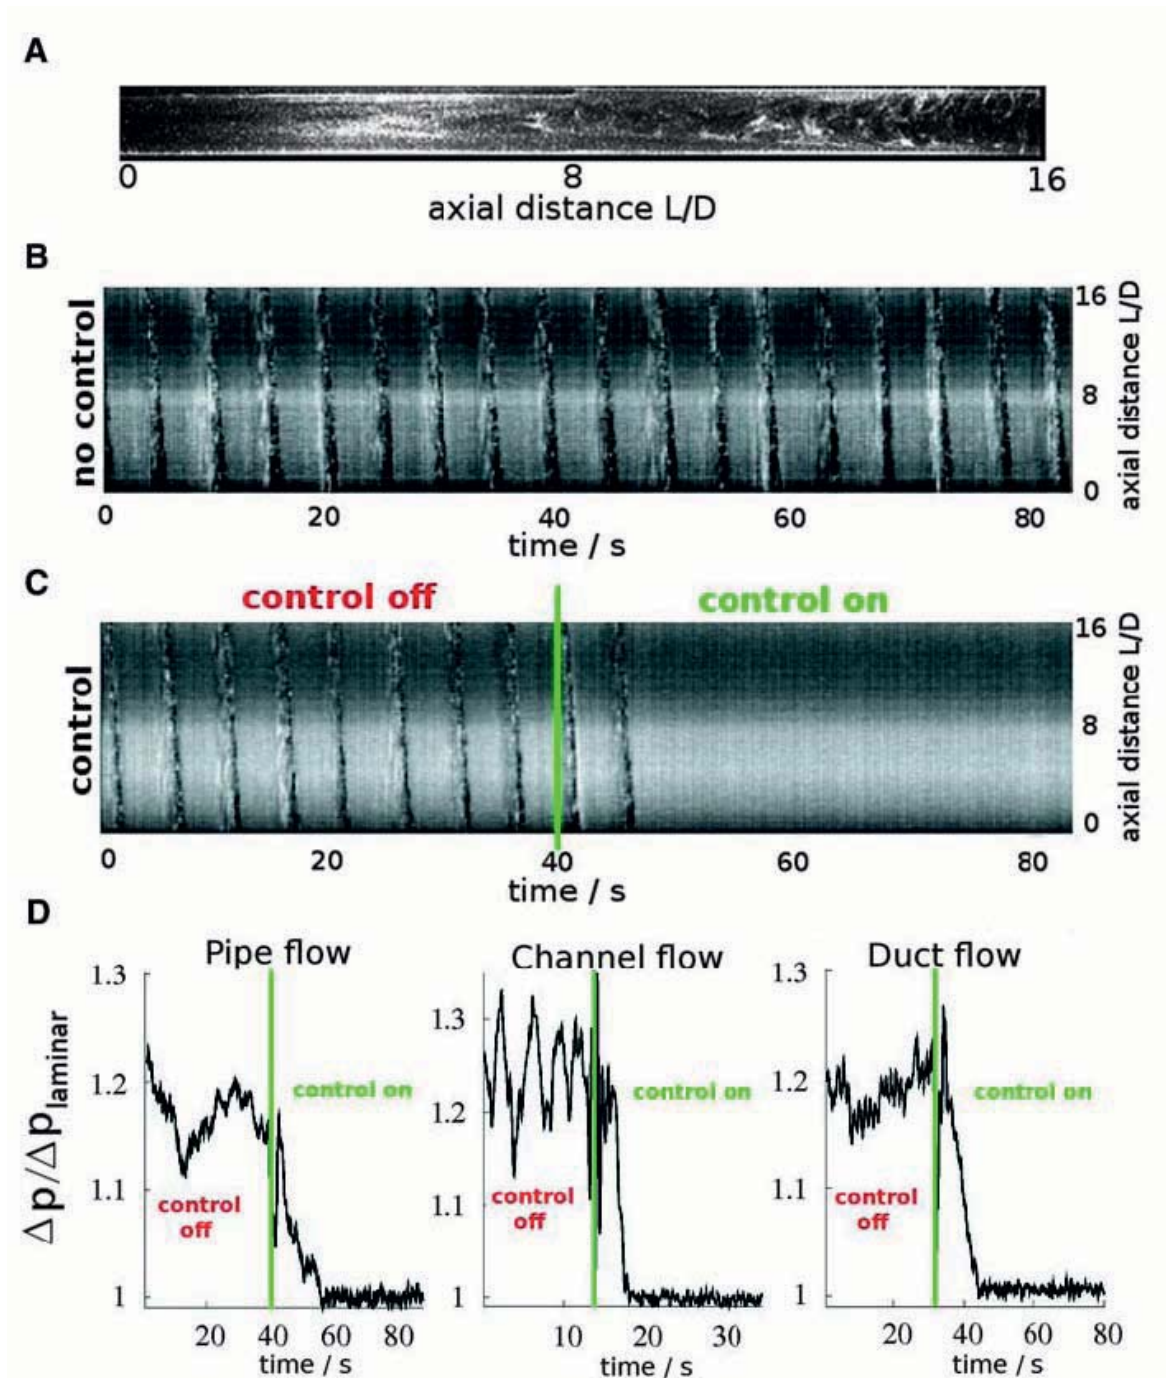 A
0 8 16
axial distance L/D
B
no control
16
8
0
axial distance L/D
0 20 40 60 80
time / s
C
control off control on
control
16
8
0
axial distance L/D
0 20 40 60 80
time / s
D
Δp/Δp laminar
Pipe flow
1.3
1.2
1.1
1
control on
control
off
20 40 60 80
time / s
Channel flow
1.3
1.2
1.1
1
control on
control
off
10 20 30
time / s
Duct flow
1.3
1.2
1.1
1
control on
control
off
20 40 60 80
time / s